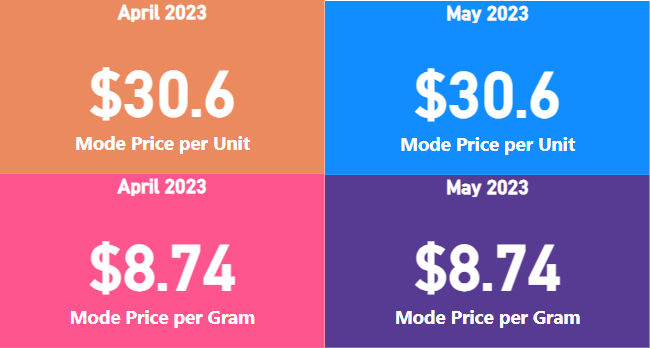 April 2023
$30.6
Mode Price per Unit
May 2023
$30.6
Mode Price per Unit
April 2023
$8.74
Mode Price per Gram
May 2023
$8.74
Mode Price per Gram